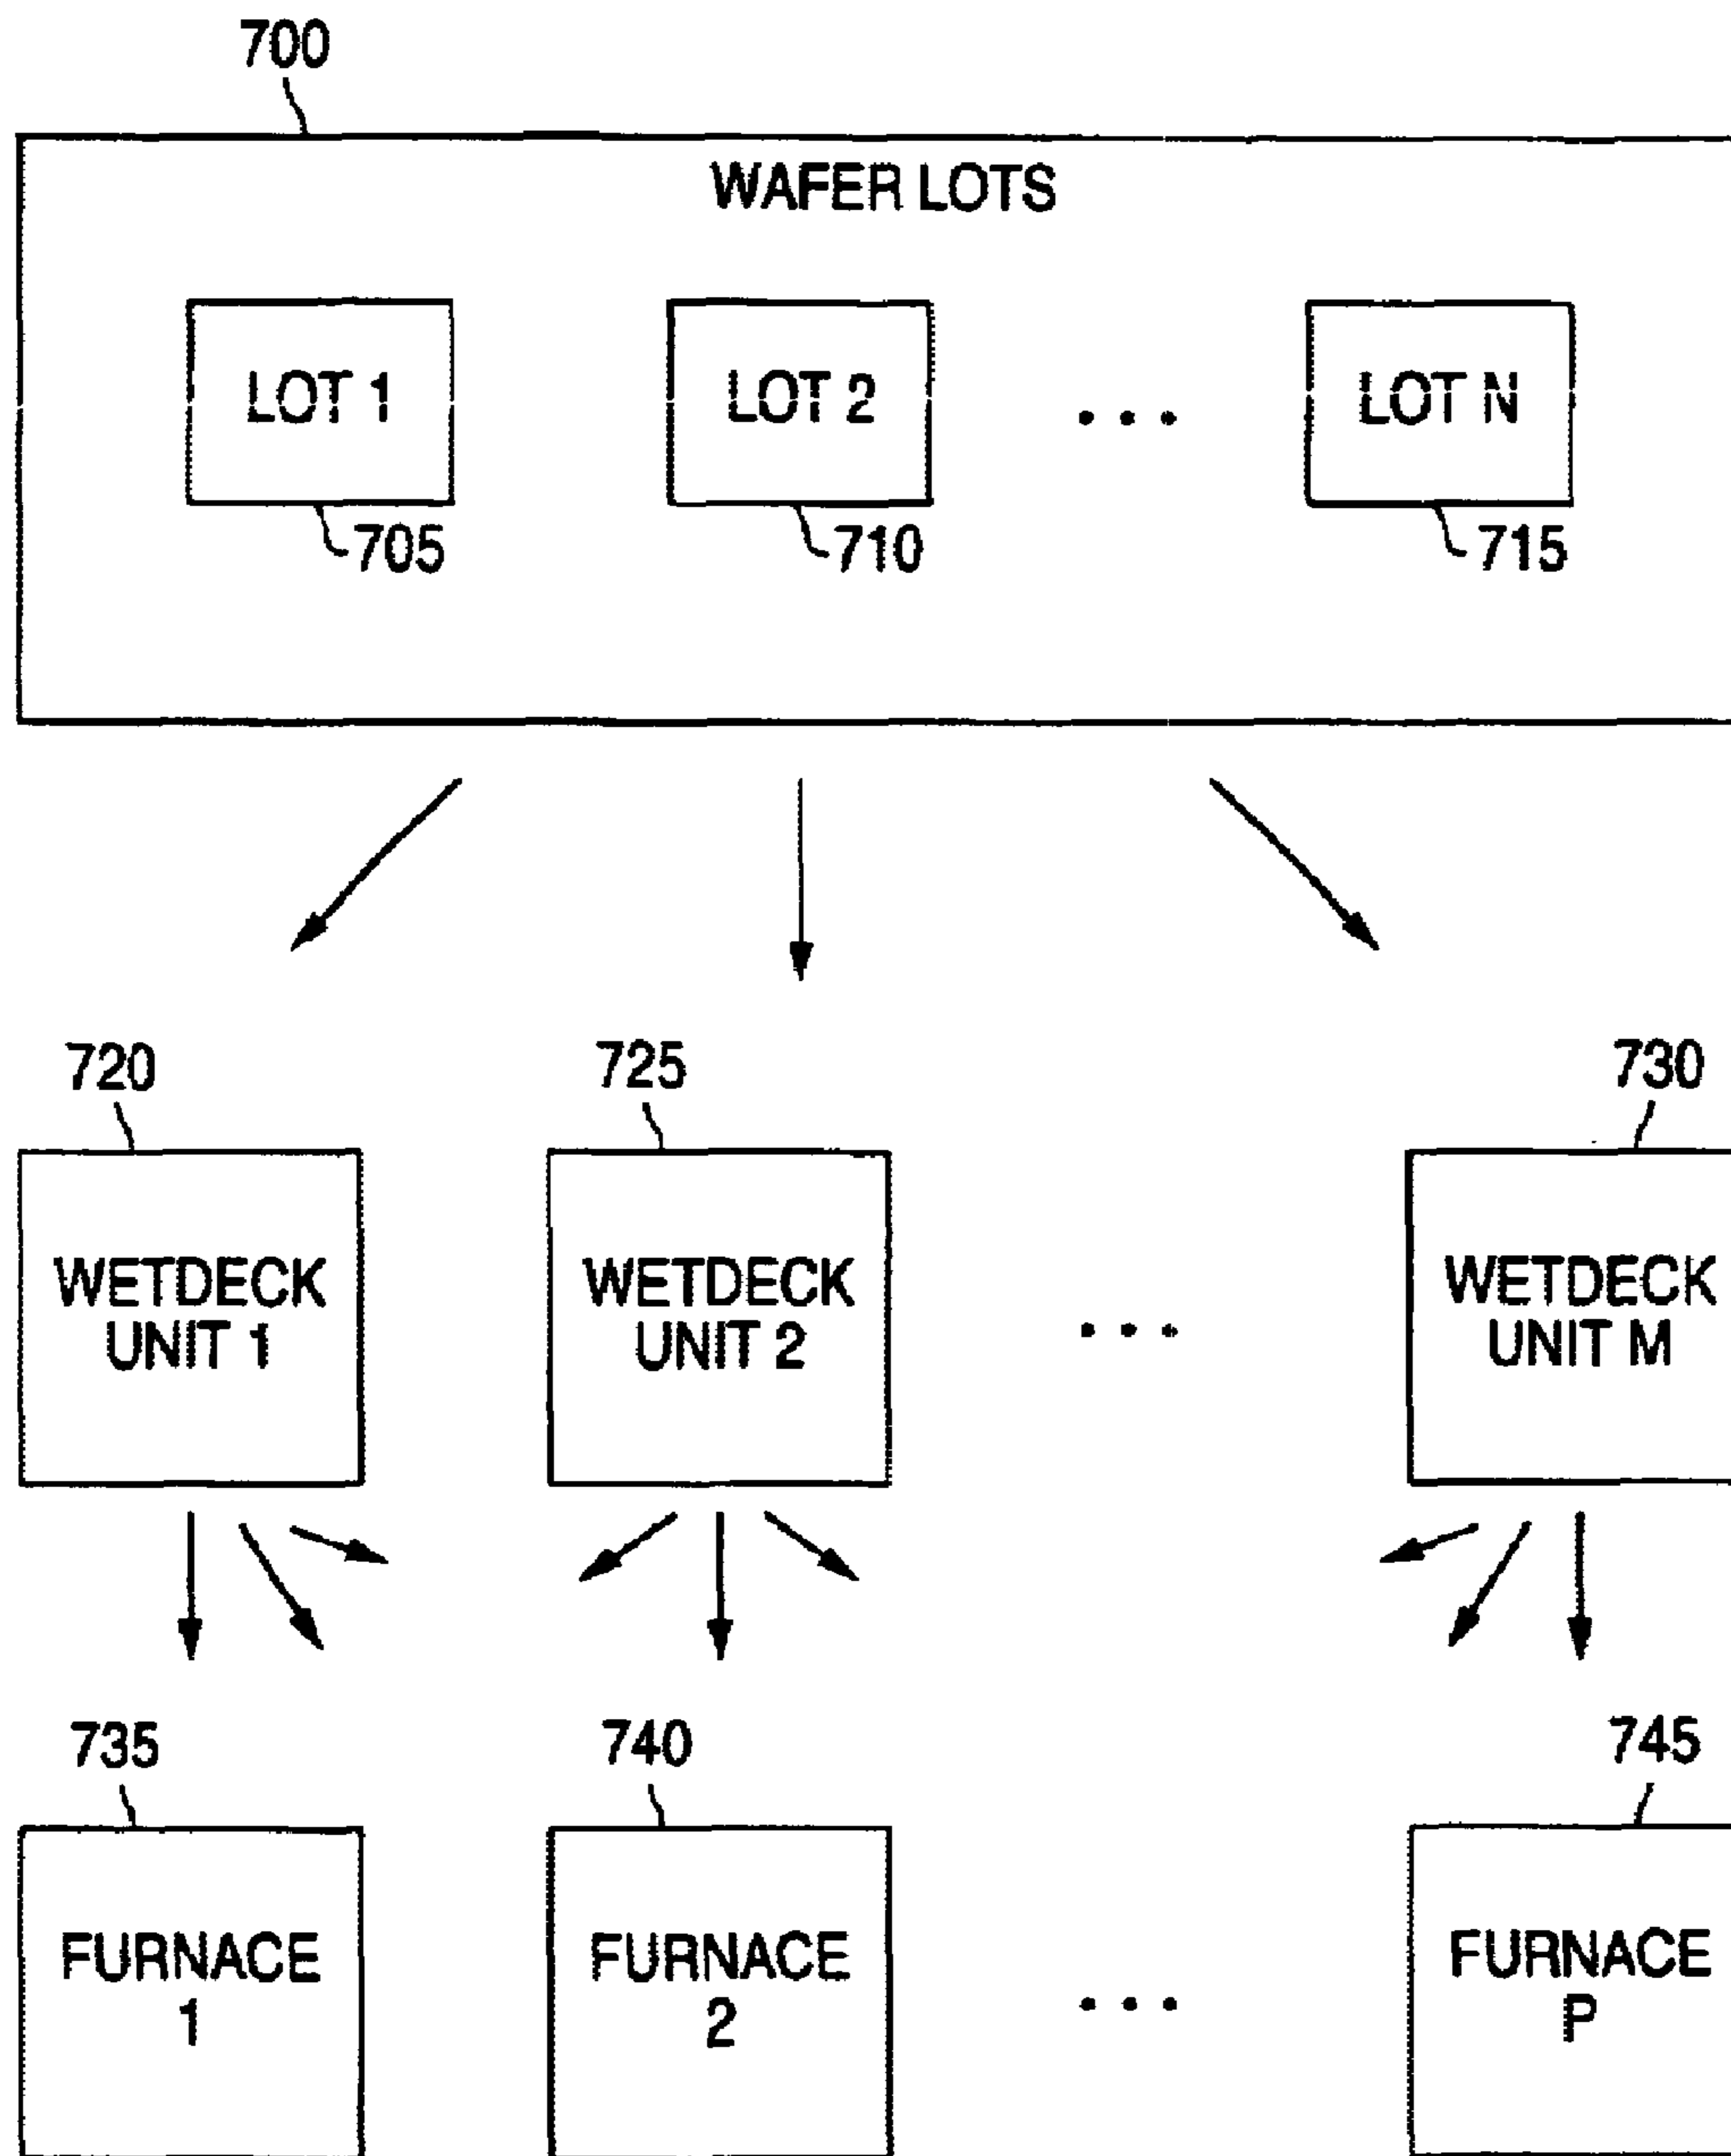 700
WAFER LOTS
LOT 1
LOT 2
. . .
LOT N
705
710
715
720
725
730
WETDECK
UNIT 1
WETDECK
UNIT 2
. . .
WETDECK
UNIT M
735
740
745
FURNACE
1
FURNACE
2
. . .
FURNACE
P